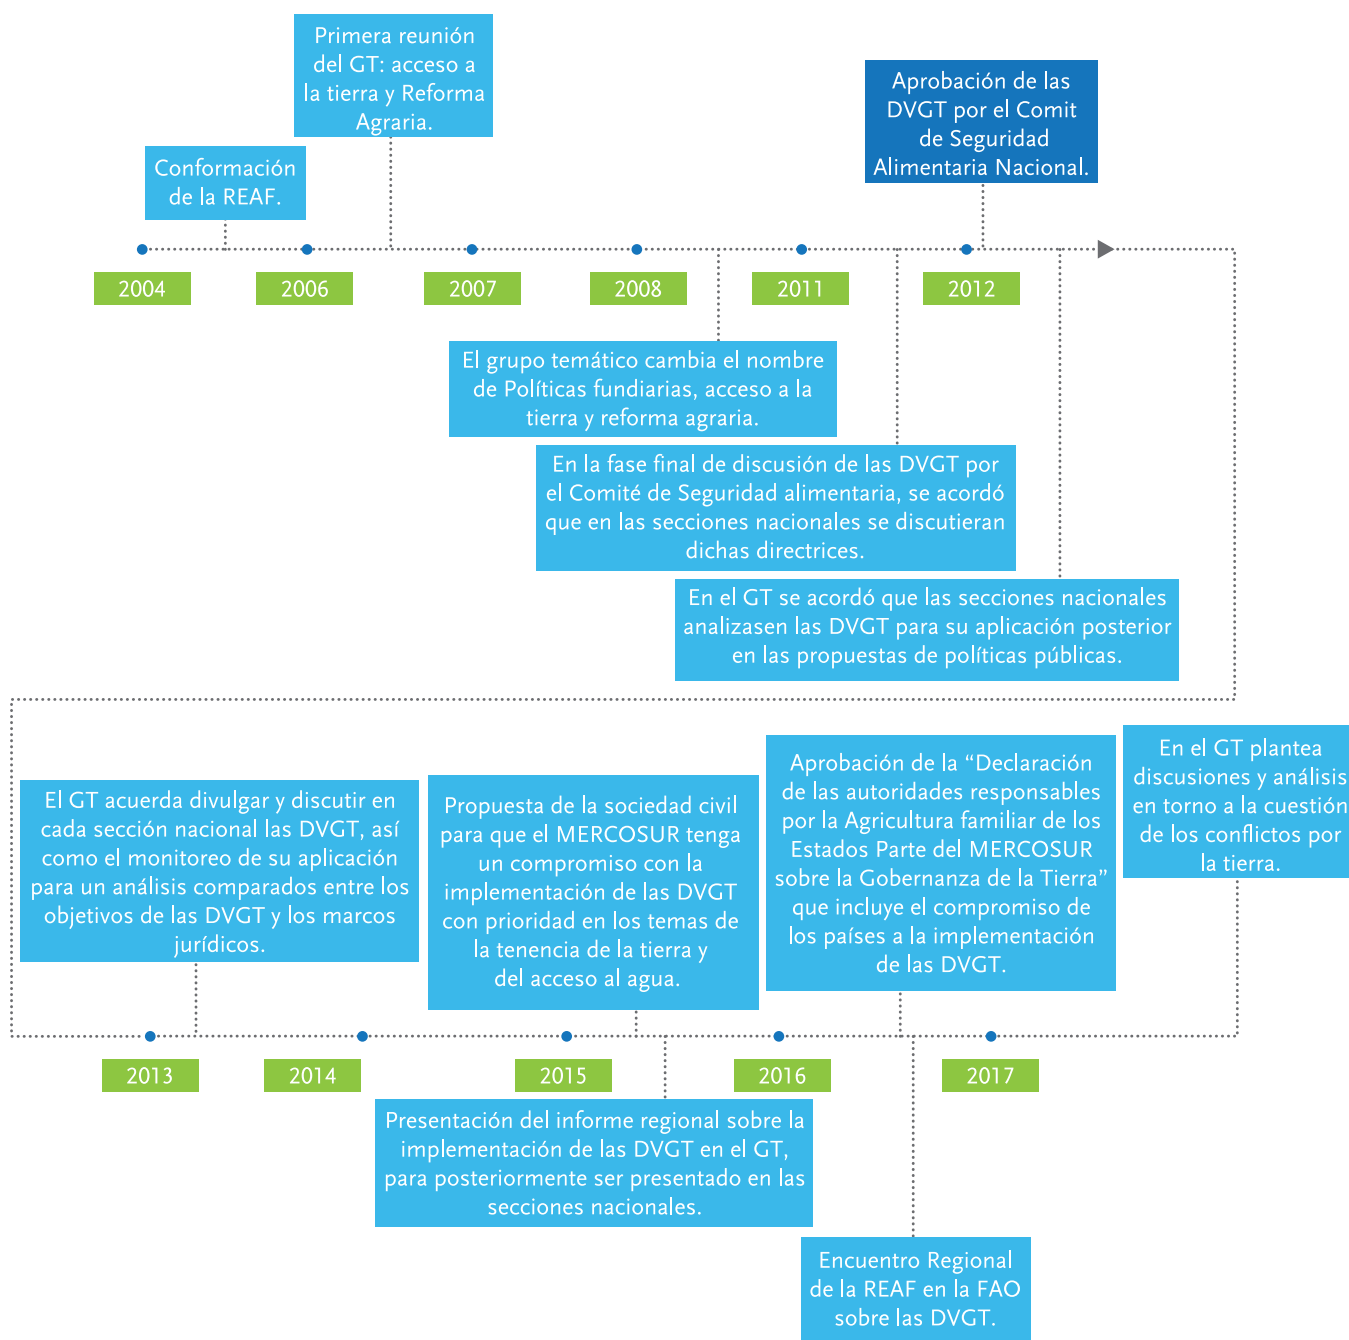 Primera reunión
del GT: acceso a
la tierra y Reforma
Agraria.
Conformación
de la REAF.
Aprobación de las
DVGT por el Comit
de Seguridad
Alimentaria Nacional.
2004
2006
2007
2008
2011
2012
El grupo temático cambia el nombre
de Políticas fundiarias, acceso a la
tierra y reforma agraria.
En la fase final de discusión de las DVGT por
el Comité de Seguridad alimentaria, se acordó
que en las secciones nacionales se discutieran
dichas directrices.
En el GT se acordó que las secciones nacionales
analizasen las DVGT para su aplicación posterior
en las propuestas de políticas públicas.
El GT acuerda divulgar y discutir en
cada sección nacional las DVGT, así
como el monitoreo de su aplicación
para un análisis comparados entre los
objetivos de las DVGT y los marcos
jurídicos.
Propuesta de la sociedad civil
para que el MERCOSUR tenga
un compromiso con la
implementación de las DVGT
con prioridad en los temas de
la tenencia de la tierra y
del acceso al agua.
Aprobación de la “Declaración
de las autoridades responsables
por la Agricultura familiar de los
Estados Parte del MERCOSUR
sobre la Gobernanza de la Tierra”
que incluye el compromiso de
los países a la implementación
de las DVGT.
En el GT plantea
discusiones y análisis
en torno a la cuestión
de los conflictos por
la tierra.
2013
2014
2015
2016
2017
Presentación del informe regional sobre la
implementación de las DVGT en el GT,
para posteriormente ser presentado en las
secciones nacionales.
Encuentro Regional
de la REAF en la FAO
sobre las DVGT.